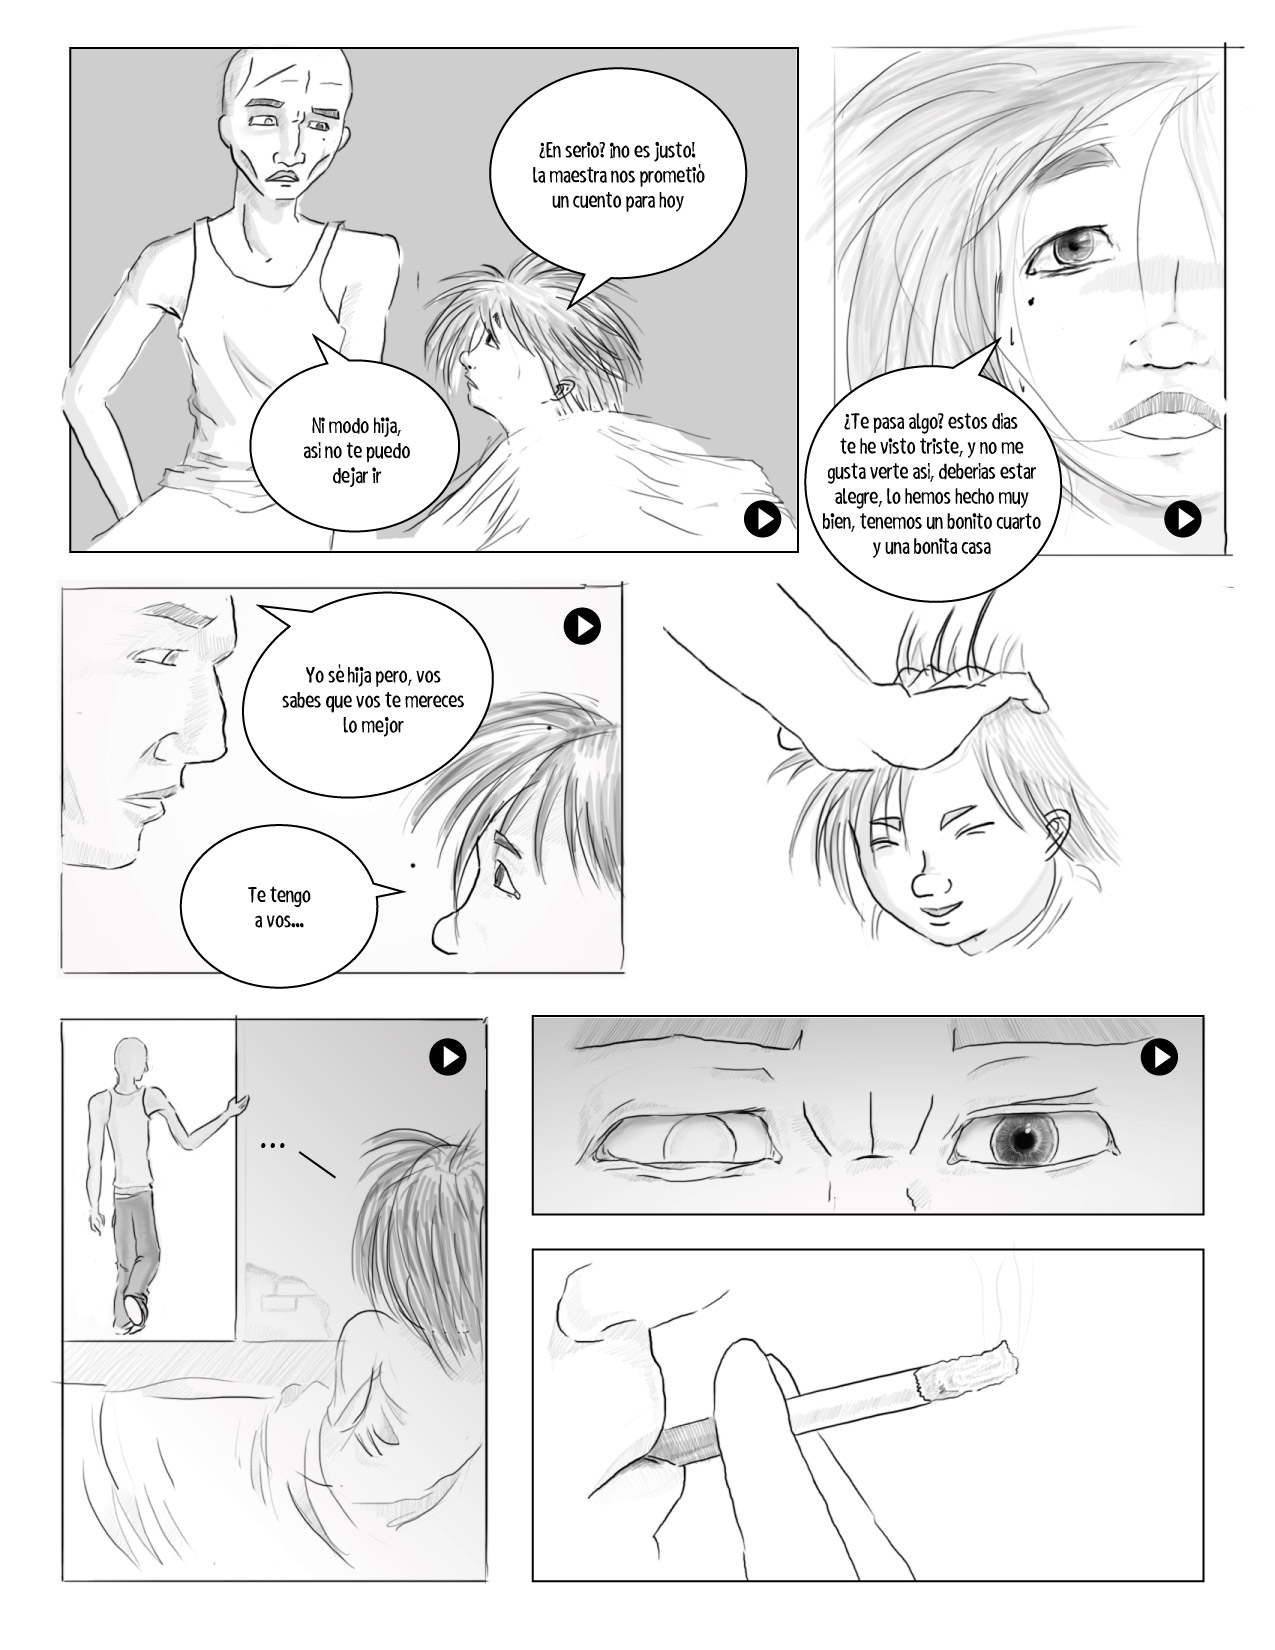 ¿En serio? ¡no es justo!
La maestra nos prometió
un cuento para hoy
Ni modo hija,
asi no te puedo
dejar ir
¿Te pasa algo? estos dias
te he visto triste, y no me
gusta verte asi, deberias estar
alegre, lo hemos hecho muy
bien, tenemos un bonito cuarto
y una bonita casa
Yo sé hija pero, vos
sabes que vos te mereces
lo mejor
Te tengo
a vos...
...